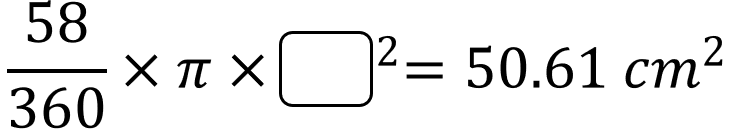 58/360 × π × □² = 50.61 cm²